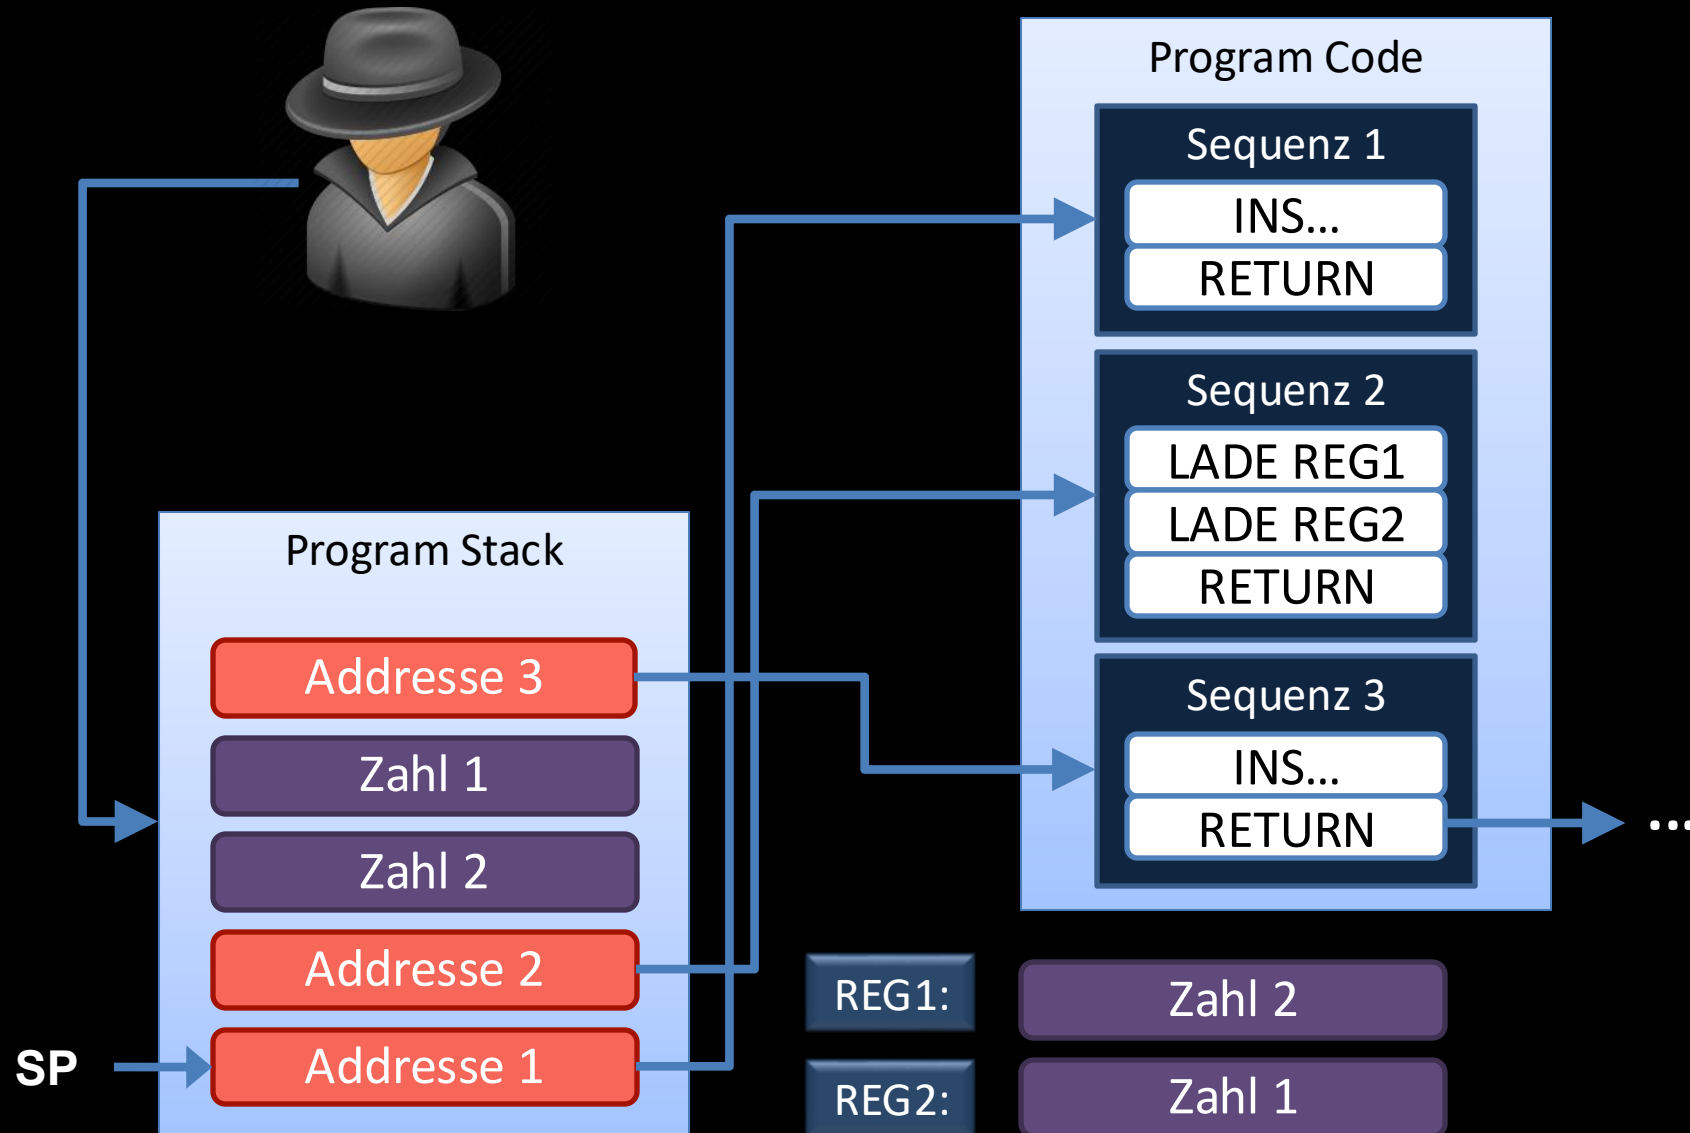 Program Code
Sequenz 1
INS...
RETURN
Sequenz 2
LADE REG1
LADE REG2
RETURN
Sequenz 3
INS...
RETURN
...
Program Stack
Addresse 3
Zahl 1
Zahl 2
Addresse 2
SP
Addresse 1
REG1:
Zahl 2
REG2:
Zahl 1